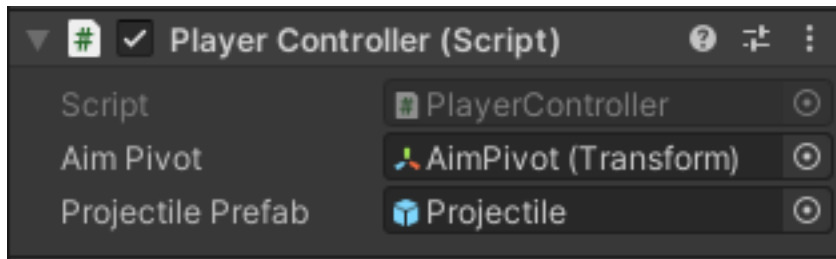 # Player Controller (Script)
Script # PlayerController
Aim Pivot AimPivot (Transform)
Projectile Prefab Projectile